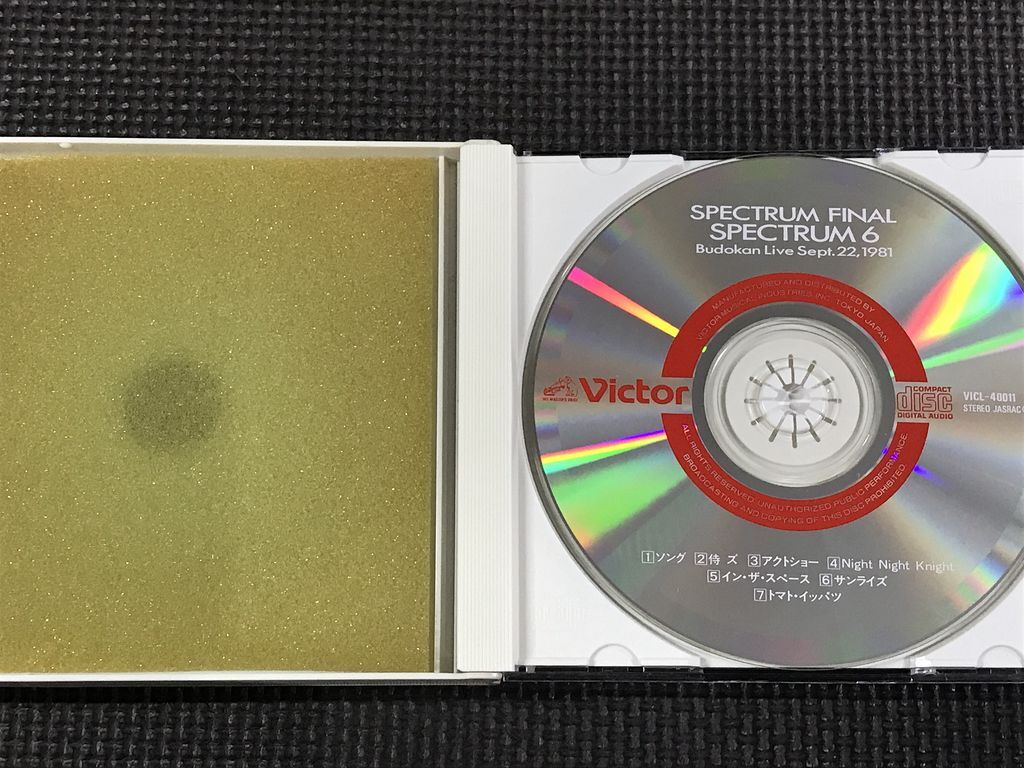 SPECTRUM FINAL
SPECTRUM 6
Budokan Live Sept.22,1981
MANUFACTURED AND DISTRIBUTED BY
VICTOR MUSICAL INDUSTRIES, INC. TOKYO, JAPAN
HIS MASTER'S VOICE
Victor
COMPACT
disc
DIGITAL AUDIO
VICL-40011
STEREO JASRAC
ALL RIGHTS RESERVED. UNAUTHORIZED PUBLIC PERFORMANCE,
BROADCASTING AND COPYING OF THIS DISC PROHIBITED
1ソング 2侍 ズ 3アクトショー 4Night Night Knight
5イン・ザ・スペース 6サンライズ
7トマト・イッパツ